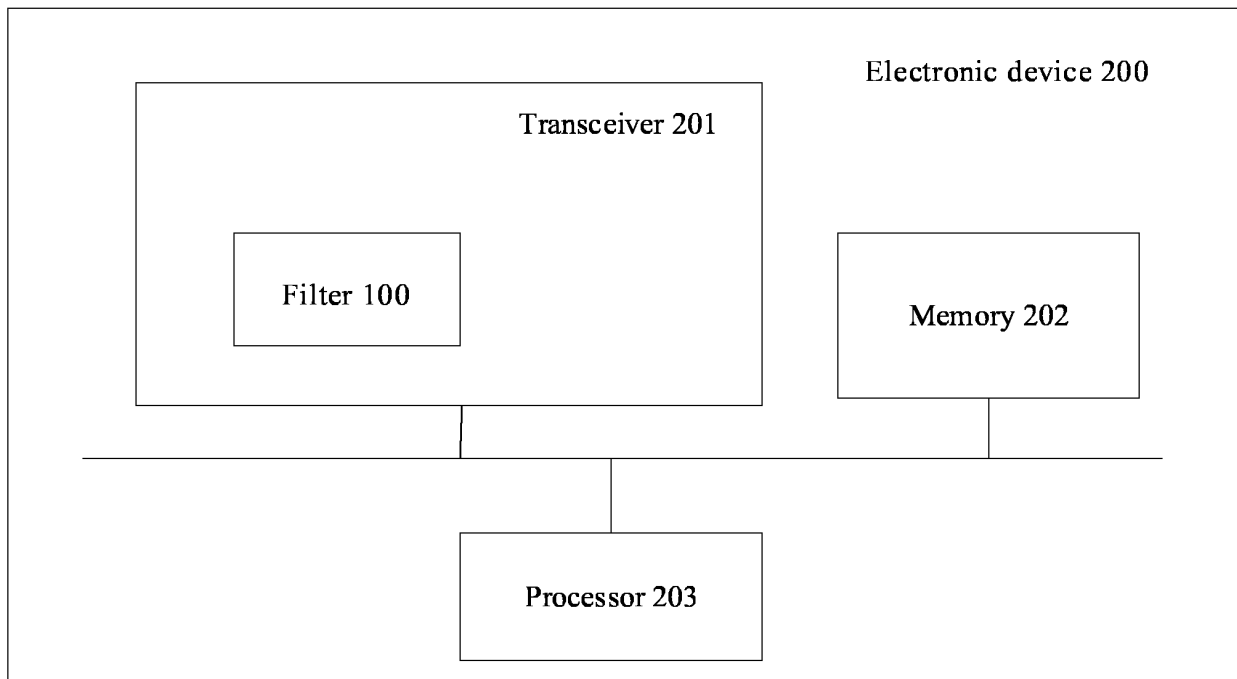 Electronic device 200
Transceiver 201
Filter 100
Memory 202
Processor 203